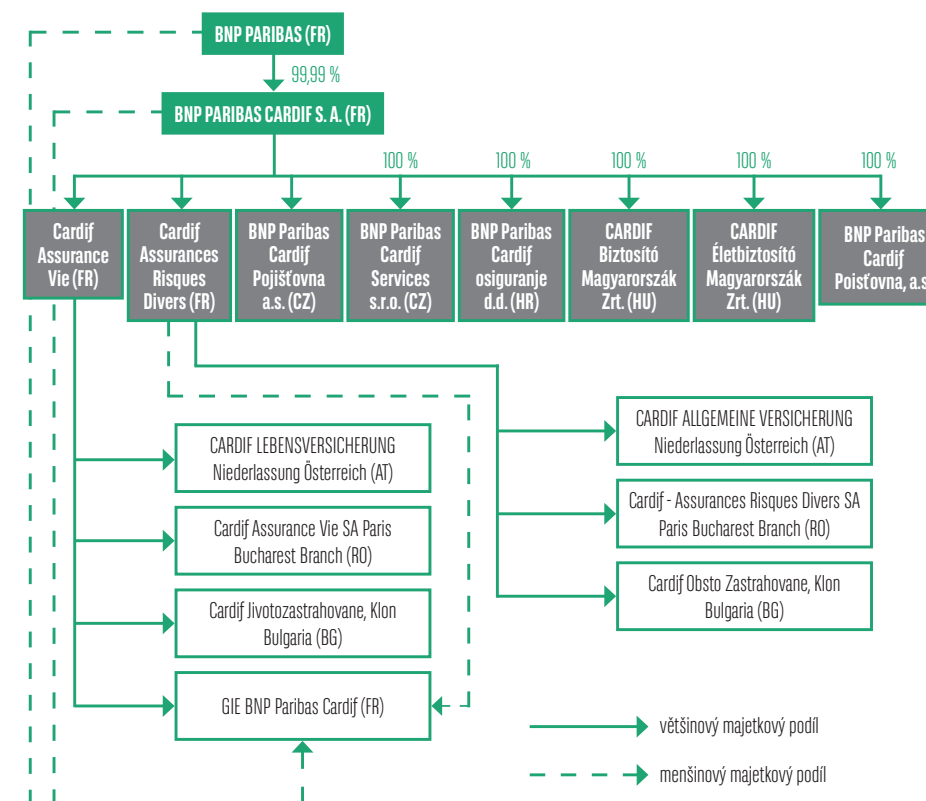 BNP PARIBAS (FR)
99,99 %
BNP PARIBAS CARDIF S. A. (FR)
100 %
100 %
100 %
100 %
100 %
Cardif
Assurance
Vie (FR)
Cardif
Assurances
Risques
Divers (FR)
BNP Paribas
Cardif
Pojišťovna
a.s. (CZ)
BNP Paribas
Cardif
Services
s.r.o. (CZ)
BNP Paribas
Cardif
osiguranje
d.d. (HR)
CARDIF
Biztosító
Magyarorszák
Zrt. (HU)
CARDIF
Életbiztosító
Magyarorszák
Zrt. (HU)
BNP Paribas
Cardif
Poisťovna, a.s
CARDIF LEBENSVERSICHERUNG
Niederlassung Österreich (AT)
Cardif Assurance Vie SA Paris
Bucharest Branch (RO)
Cardif Jivotozastrahovane, Klon
Bulgaria (BG)
GIE BNP Paribas Cardif (FR)
CARDIF ALLGEMEINE VERSICHERUNG
Niederlassung Österreich (AT)
Cardif - Assurances Risques Divers SA
Paris Bucharest Branch (RO)
Cardif Obsto Zastrahovane, Klon
Bulgaria (BG)
většinový majetkový podíl
menšinový majetkový podíl